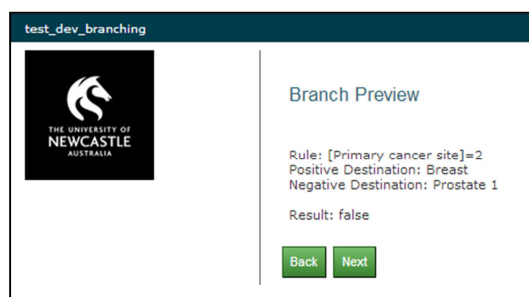 test_dev_branching
THE UNIVERSITY OF
NEWCASTLE
AUSTRALIA
Branch Preview
Rule: [Primary cancer site]=2
Positive Destination: Breast
Negative Destination: Prostate 1
Result: false
Back Next